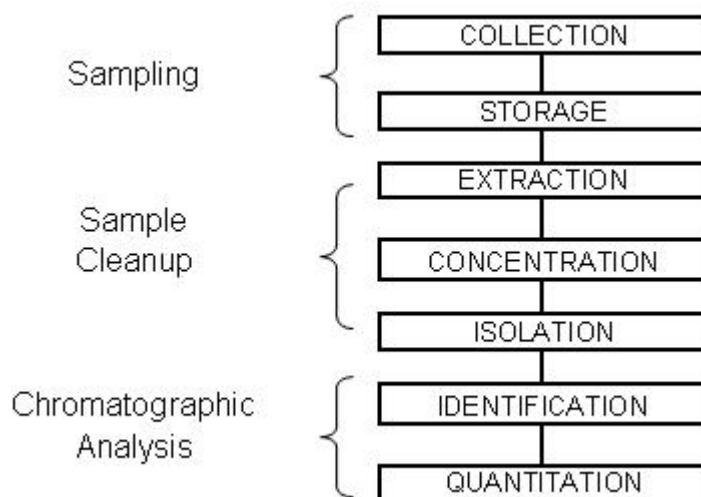 Sampling
COLLECTION
STORAGE
Sample
Cleanup
EXTRACTION
CONCENTRATION
ISOLATION
Chromatographic
Analysis
IDENTIFICATION
QUANTITATION